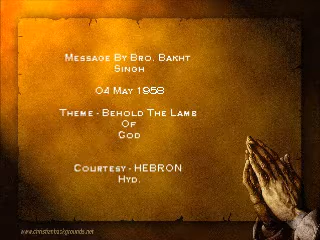 Message By Bro. Bakht
Singh
04 May 1958
Theme - Behold The Lamb
Of
God
Courtesy - HEBRON
Hyd.
www.christianbackgrounds.net